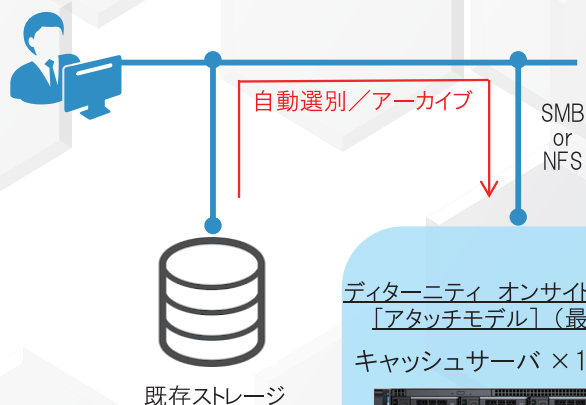 自動選別／アーカイブ
SMB
or
NFS
ディターニティ オンサイト
［アタッチモデル］（最
キャッシュサーバ ×1
既存ストレージ